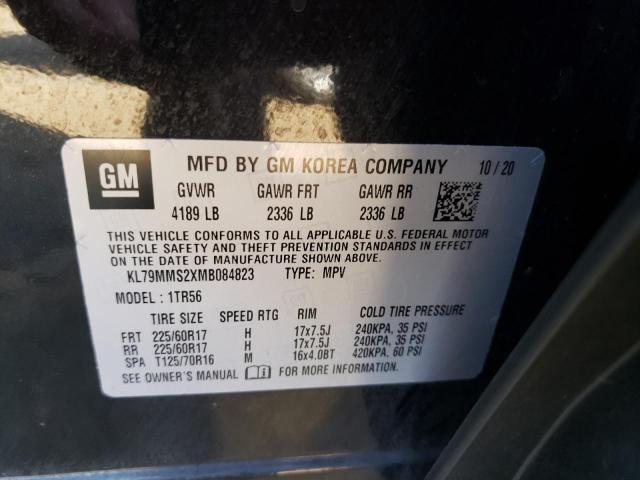 GM
MFD BY GM KOREA COMPANY 10/20
GVWR GAWR FRT GAWR RR
4189 LB 2336 LB 2336 LB
THIS VEHICLE CONFORMS TO ALL APPLICABLE U.S. FEDERAL MOTOR
VEHICLE SAFETY AND THEFT PREVENTION STANDARDS IN EFFECT
ON THE DATE OF MANUFACTURE SHOWN ABOVE.
KL79MMS2XMB084823 TYPE: MPV
MODEL: 1TR56
TIRE SIZE SPEED RTG RIM COLD TIRE PRESSURE
FRT 225/60R17 H 17x7.5J 240KPA, 35 PSI
RR 225/60R17 H 17x7.5J 240KPA, 35 PSI
SPA T125/70R16 M 16x4.0BT 420KPA, 60 PSI
SEE OWNER'S MANUAL FOR MORE INFORMATION.